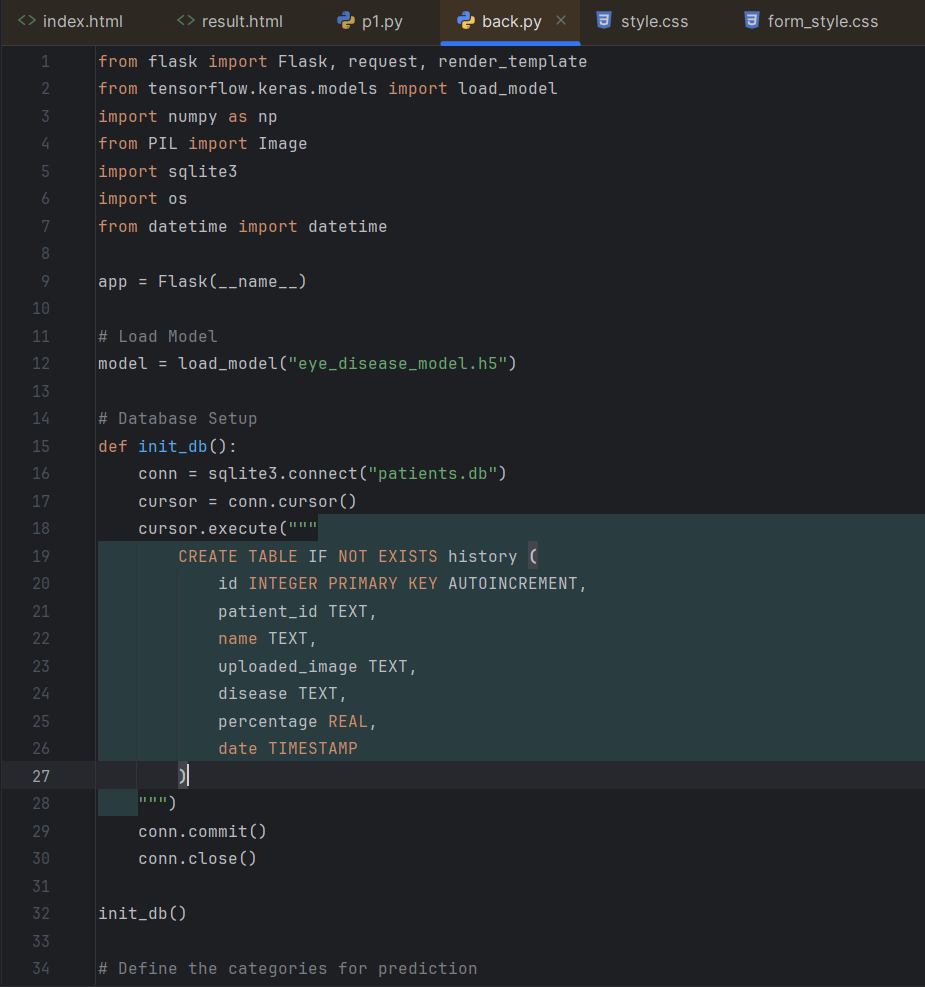 index.html result.html p1.py back.py style.css form_style.css
1 from flask import Flask, request, render_template
2 from tensorflow.keras.models import load_model
3 import numpy as np
4 from PIL import Image
5 import sqlite3
6 import os
7 from datetime import datetime
8
9 app = Flask(__name__)
10
11 # Load Model
12 model = load_model("eye_disease_model.h5")
13
14 # Database Setup
15 def init_db():
16     conn = sqlite3.connect("patients.db")
17     cursor = conn.cursor()
18     cursor.execute("""
19         CREATE TABLE IF NOT EXISTS history (
20             id INTEGER PRIMARY KEY AUTOINCREMENT,
21             patient_id TEXT,
22             name TEXT,
23             uploaded_image TEXT,
24             disease TEXT,
25             percentage REAL,
26             date TIMESTAMP
27         )
28     """)
29     conn.commit()
30     conn.close()
31
32 init_db()
33
34 # Define the categories for prediction